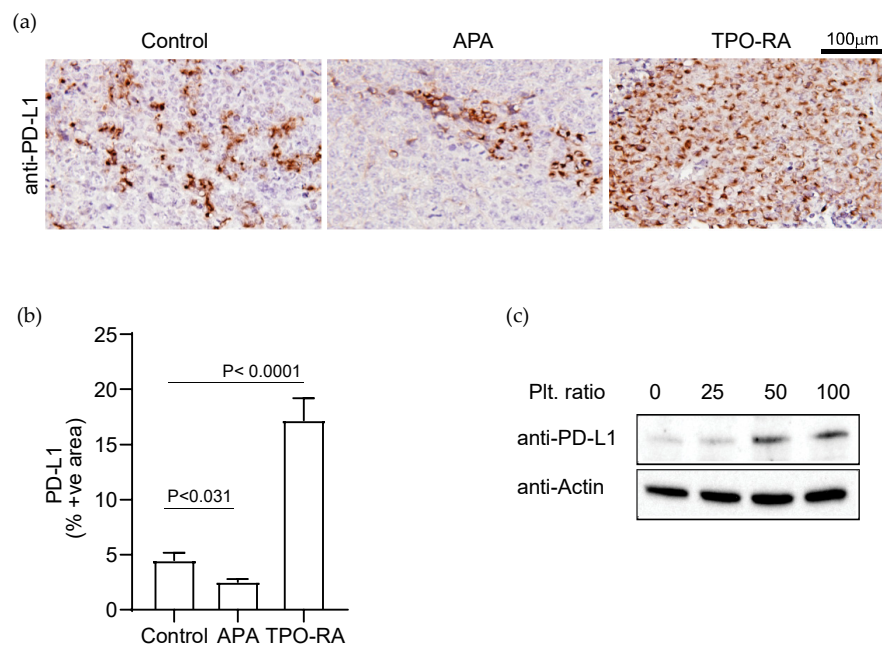 (a)
Control APA TPO-RA 100μm
anti-PD-L1
(b)
PD-L1
(% +ve area)
25
20
15
10
5
0
P< 0.0001
P<0.031
Control APA TPO-RA
(c)
Plt. ratio 0 25 50 100
anti-PD-L1
anti-Actin